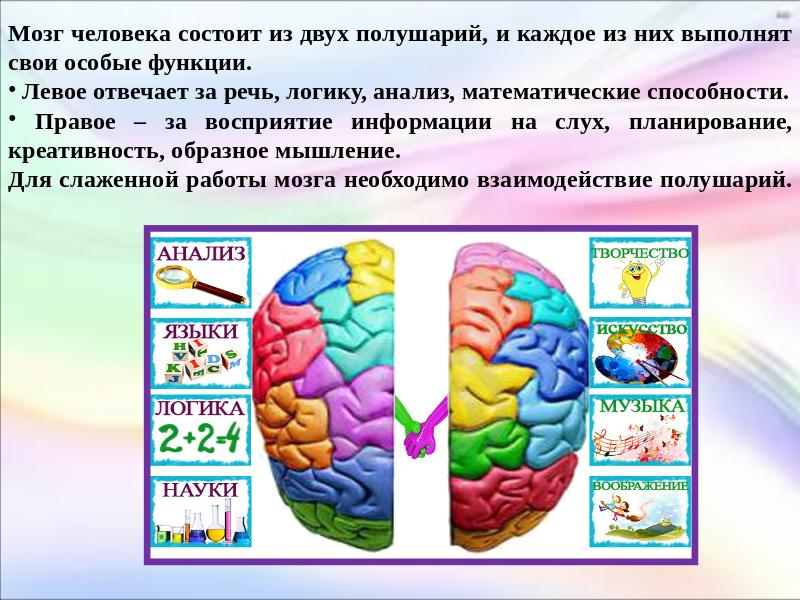 Мозг человека состоит из двух полушарий, и каждое из них выполнят
свои особые функции.
• Левое отвечает за речь, логику, анализ, математические способности.
• Правое – за восприятие информации на слух, планирование,
креативность, образное мышление.
Для слаженной работы мозга необходимо взаимодействие полушарий.
АНАЛИЗ
ЯЗЫКИ
ЛОГИКА
2+2=4
НАУКИ
ТВОРЧЕСТВО
ИСКУССТВО
МУЗЫКА
ВООБРАЖЕНИЕ